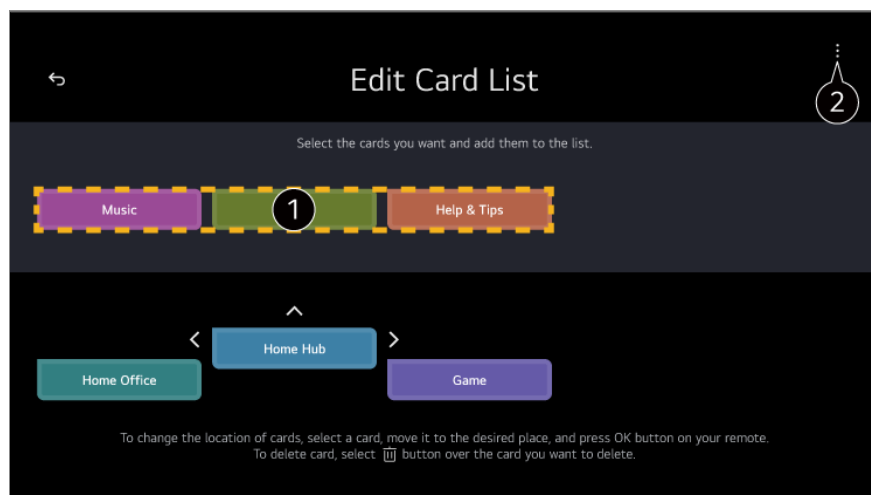 Edit Card List
2
Select the cards you want and add them to the list.
Music
1
Help & Tips
Home Hub
Home Office
Game
To change the location of cards, select a card, move it to the desired place, and press OK button on your remote.
To delete card, select button over the card you want to delete.